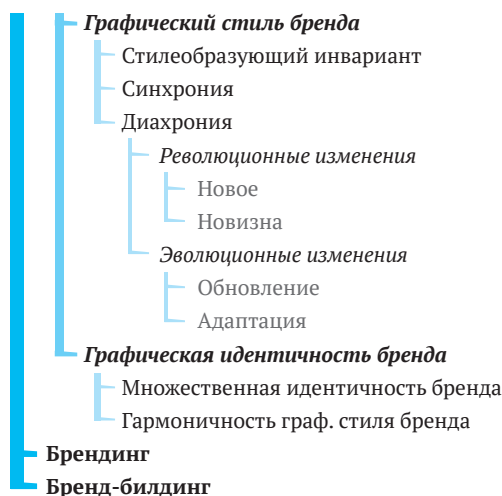 Графический стиль бренда
Стилеобразующий инвариант
Синхрония
Диахрония
Революционные изменения
Новое
Новизна
Эволюционные изменения
Обновление
Адаптация
Графическая идентичность бренда
Множественная идентичность бренда
Гармоничность граф. стиля бренда
Брендинг
Бренд-билдинг